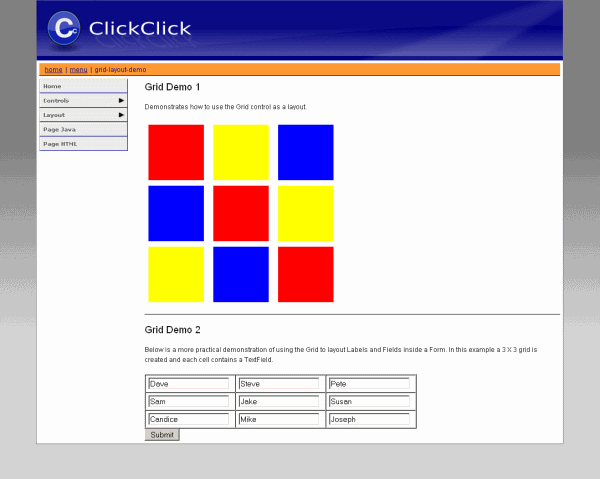 C C ClickClick
home | menu | grid-layout-demo
Home
Controls
Layout
Page Java
Page HTML
Grid Demo 1
Demonstrates how to use the Grid control as a layout.
Grid Demo 2
Below is a more practical demonstration of using the Grid to layout Labels and Fields inside a Form. In this example a 3 X 3 grid is
created and each cell contains a TextField.
Dave Steve Pete
Sam Jake Susan
Candice Mike Joseph
Submit